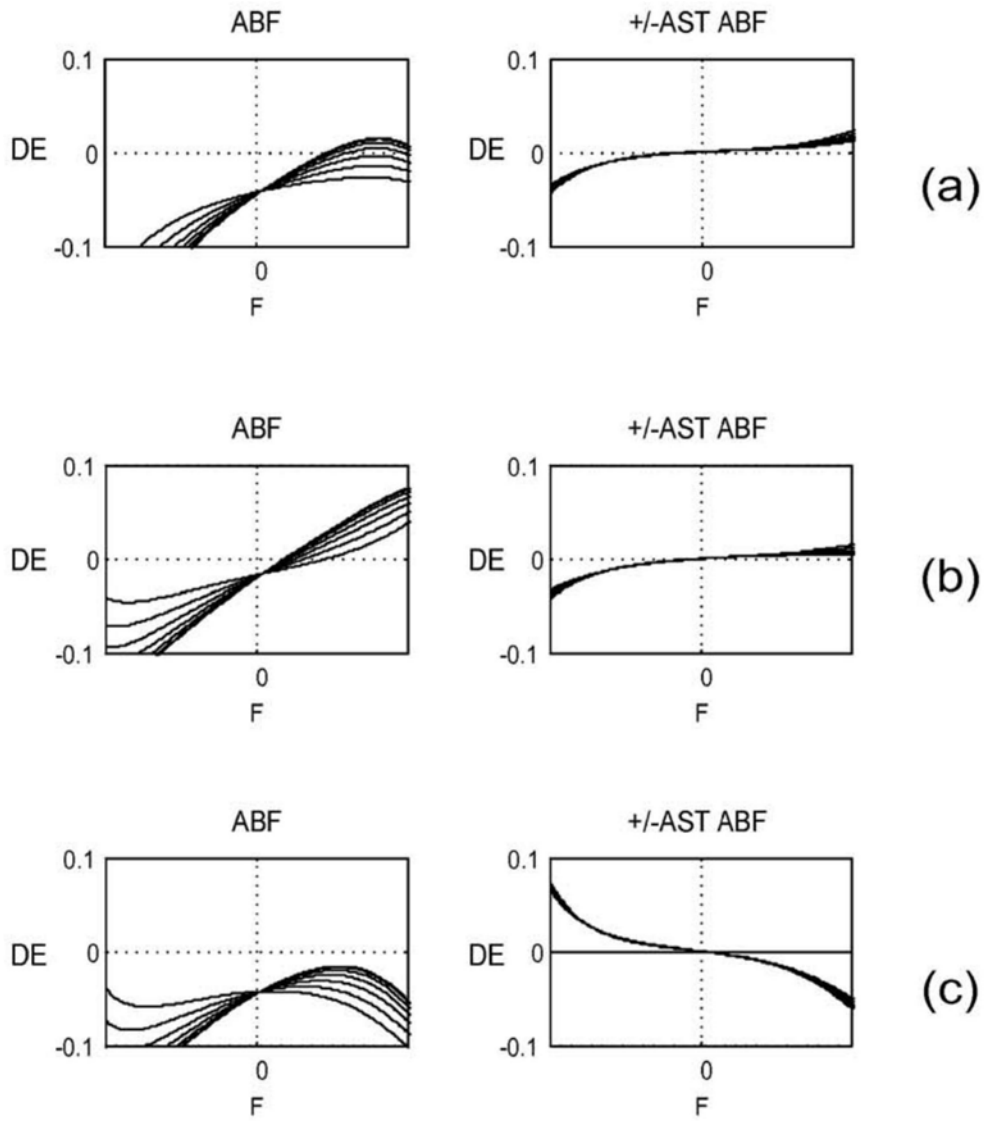 ABF +/-AST ABF
0.1 0.1
DE 0 DE 0 (a)
-0.1 -0.1
0 0
F F
ABF +/-AST ABF
0.1 0.1
DE 0 DE 0 (b)
-0.1 -0.1
0 0
F F
ABF +/-AST ABF
0.1 0.1
DE 0 DE 0 (c)
-0.1 -0.1
0 0
F F